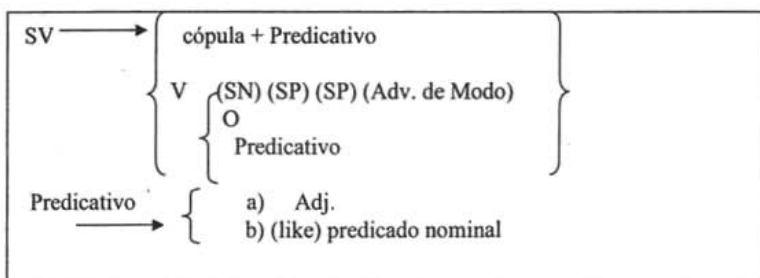 SV cópula + Predicativo
V (SN) (SP) (SP) (Adv. de Modo)
O
Predicativo
Predicativo a) Adj.
b) (like) predicado nominal